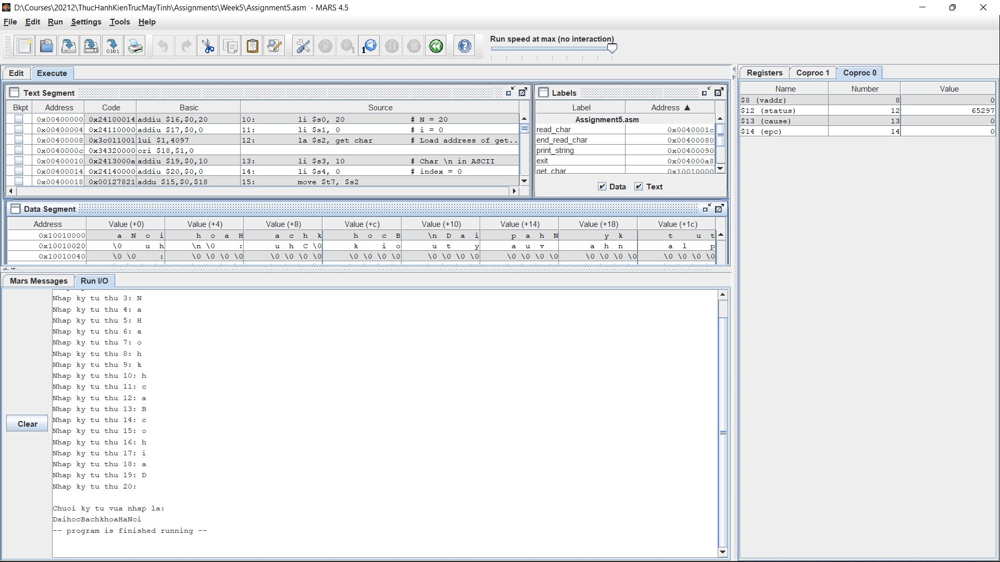 D:\Courses\20212\ThucHanhKienTrucMayTinh\Assignments\Week5\Assignment5.asm - MARS 4.5
File Edit Run Settings Tools Help
Run speed at max (no interaction)
Edit Execute
Registers Coproc 1 Coproc 0
Text Segment
Bkpt Address Code Basic Source
0x00400000 0x24100014 addiu $16,$0,20 10: li $s0, 20 # N = 20
0x00400004 0x24110000 addiu $17,$0,0 11: li $s1, 0 # i = 0
0x00400008 0x3c011001 lui $1,4097 12: la $s2, get char # Load address of get..
0x0040000c 0x34320000 ori $18,$1,0
0x00400010 0x2413000a addiu $19,$0,10 13: li $s3, 10 # Char \n in ASCII
0x00400014 0x24140000 addiu $20,$0,0 14: li $s4, 0 # index = 0
0x00400018 0x00127821 addu $15,$0,$18 15: move $t7, $s2
Labels
Label Address ▲
Assignment5.asm
read_char 0x0040001c
end_read_char 0x00400080
print_string 0x00400090
exit 0x004000a8
get_char 0x10010000
Data Text
Name Number Value
$8 (vaddr) 8 0
$12 (status) 12 65297
$13 (cause) 13 0
$14 (epc) 14 0
Data Segment
Address Value (+0) Value (+4) Value (+8) Value (+c) Value (+10) Value (+14) Value (+18) Value (+1c)
0x10010000 a N o i h o a H a c h k h o c B \n D a i p a h N y k t u t
0x10010020 \0 u h \n \0 : u h C \0 k i o u t y a u v a h n a l p
0x10010040 \0 \0 : \0 \0 \0 \0 \0 \0 \0 \0 \0 \0 \0 \0 \0 \0 \0 \0 \0 \0 \0 \0 \0 \0 \0 \0 \0 \0 \0 \0
Mars Messages Run I/O
Nhap ky tu thu 3: N
Nhap ky tu thu 4: a
Nhap ky tu thu 5: H
Nhap ky tu thu 6: a
Nhap ky tu thu 7: o
Nhap ky tu thu 8: h
Nhap ky tu thu 9: k
Nhap ky tu thu 10: h
Nhap ky tu thu 11: c
Nhap ky tu thu 12: a
Nhap ky tu thu 13: B
Nhap ky tu thu 14: c
Nhap ky tu thu 15: o
Nhap ky tu thu 16: h
Nhap ky tu thu 17: i
Nhap ky tu thu 18: a
Nhap ky tu thu 19: D
Nhap ky tu thu 20:
Chuoi ky tu vua nhap la:
DaihocBachkhoaHaNoi
-- program is finished running --
Clear